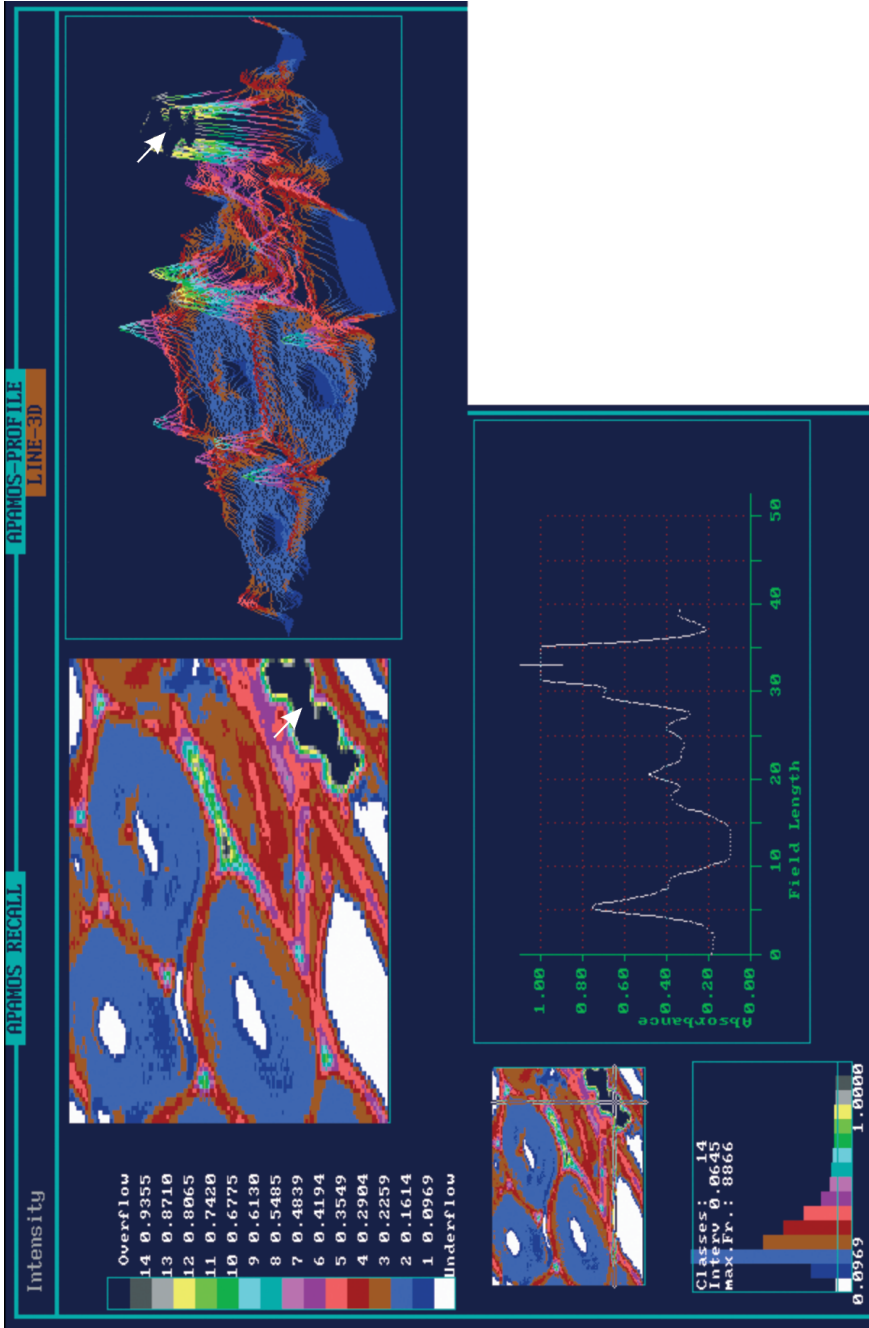 APAMOS RECALL
APAMOS-PROFILE
LINE-3D
Intensity
Overflow
14 0.9355
13 0.8710
12 0.8065
11 0.7420
10 0.6775
9 0.6130
8 0.5485
7 0.4839
6 0.4194
5 0.3549
4 0.2904
3 0.2259
2 0.1614
1 0.0969
Underflow
Classes: 14
Interv 0.0645
max.Fr.: 8866
0.0969
1.0000
1.00
0.80
0.60
0.40
0.20
0.00
Absorbance
0
10
20
30
40
50
Field Length